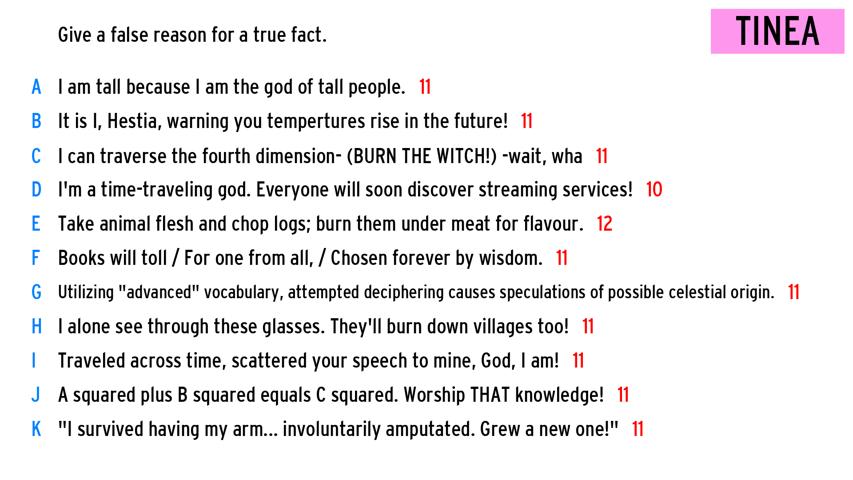 Give a false reason for a true fact.
TINEA
A I am tall because I am the god of tall people. 11
B It is I, Hestia, warning you tempertures rise in the future! 11
C I can traverse the fourth dimension- (BURN THE WITCH!) -wait, wha 11
D I'm a time-traveling god. Everyone will soon discover streaming services! 10
E Take animal flesh and chop logs; burn them under meat for flavour. 12
F Books will toll / For one from all, / Chosen forever by wisdom. 11
G Utilizing "advanced" vocabulary, attempted deciphering causes speculations of possible celestial origin. 11
H I alone see through these glasses. They'll burn down villages too! 11
I Traveled across time, scattered your speech to mine, God, I am! 11
J A squared plus B squared equals C squared. Worship THAT knowledge! 11
K "I survived having my arm... involuntarily amputated. Grew a new one!" 11